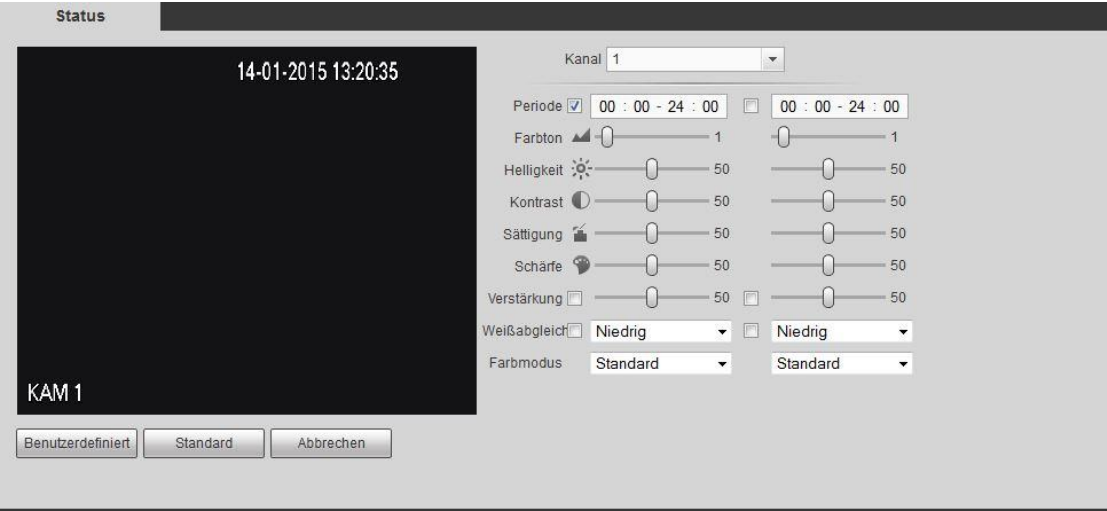 Status
14-01-2015 13:20:35
KAM 1
Kanal 1
Periode 00 : 00 - 24 : 00 00 : 00 - 24 : 00
Farbton 1 1
Helligkeit 50 50
Kontrast 50 50
Sättigung 50 50
Schärfe 50 50
Verstärkung 50 50
Weißabgleich Niedrig Niedrig
Farbmodus Standard Standard
Benutzerdefiniert Standard Abbrechen